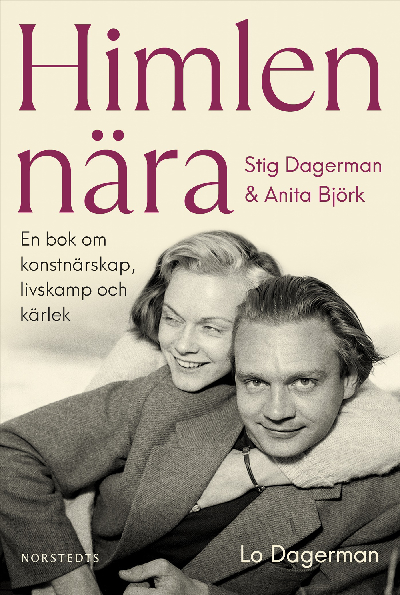 Himlen
nära
Stig Dagerman
& Anita Björk
En bok om
konstnärskap,
livskamp och
kärlek
NORSTEDTS
Lo Dagerman